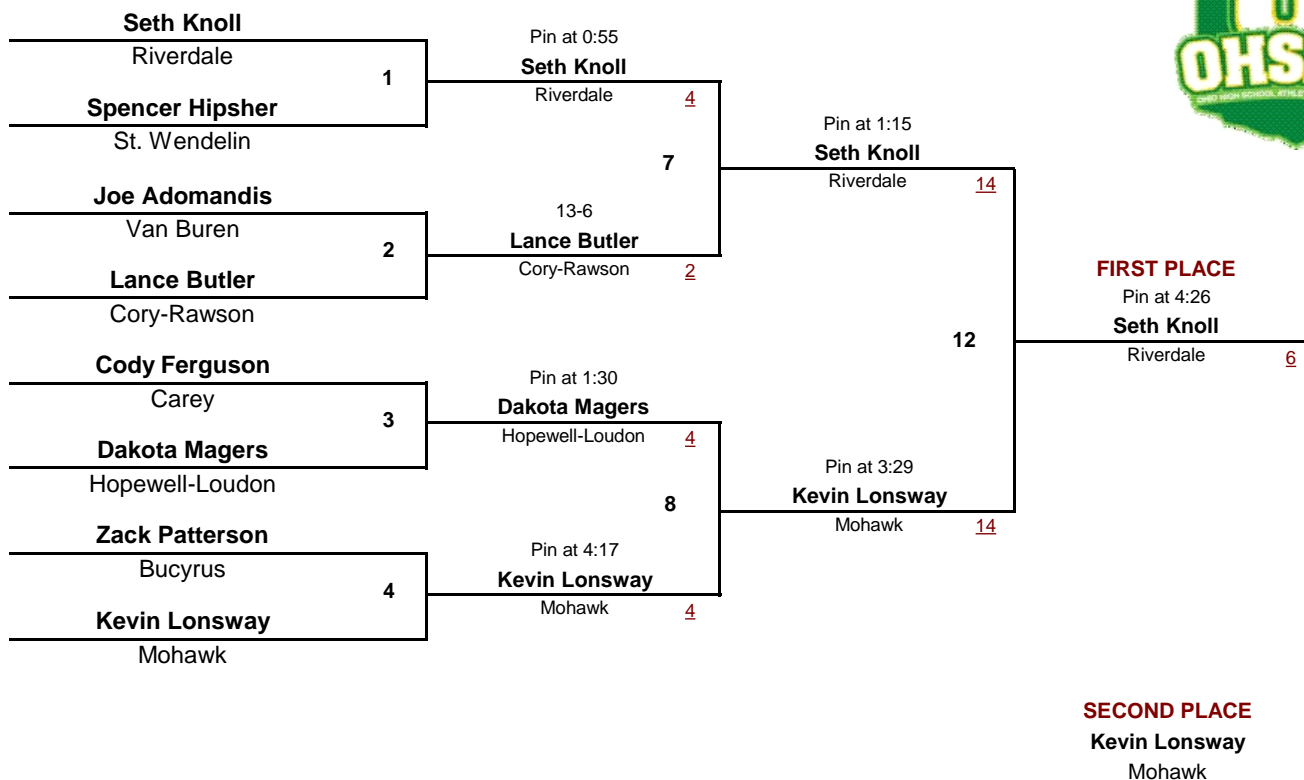 Seth Knoll
Riverdale
1
Spencer Hipsher
St. Wendelin
Joe Adomandis
Van Buren
2
Lance Butler
Cory-Rawson
Cody Ferguson
Carey
3
Dakota Magers
Hopewell-Loudon
Zack Patterson
Bucyrus
4
Kevin Lonsway
Mohawk
Pin at 0:55
Seth Knoll
Riverdale 4
7
13-6
Lance Butler
Cory-Rawson 2
Pin at 1:30
Dakota Magers
Hopewell-Loudon 4
8
Pin at 4:17
Kevin Lonsway
Mohawk 4
Pin at 1:15
Seth Knoll
Riverdale 14
12
Pin at 3:29
Kevin Lonsway
Mohawk 14
OHS
OHIO HIGH SCHOOL
FIRST PLACE
Pin at 4:26
Seth Knoll
Riverdale 6
SECOND PLACE
Kevin Lonsway
Mohawk